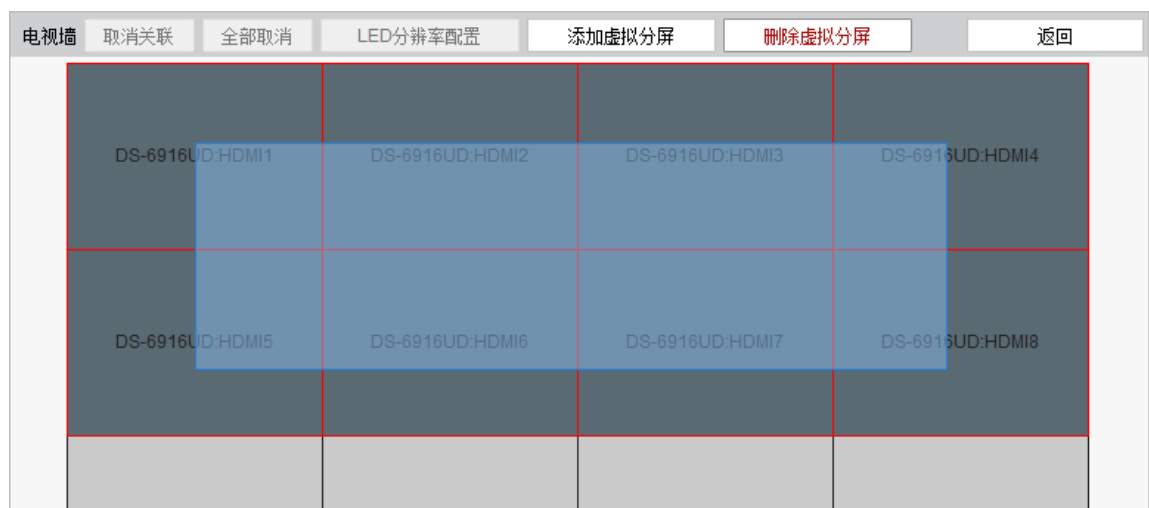 电视墙 取消关联 全部取消 LED分辨率配置 添加虚拟分屏 删除虚拟分屏 返回
DS-6916UD:HDMI1 DS-6916UD:HDMI2 DS-6916UD:HDMI3 DS-6916UD:HDMI4
DS-6916UD:HDMI5 DS-6916UD:HDMI6 DS-6916UD:HDMI7 DS-6916UD:HDMI8